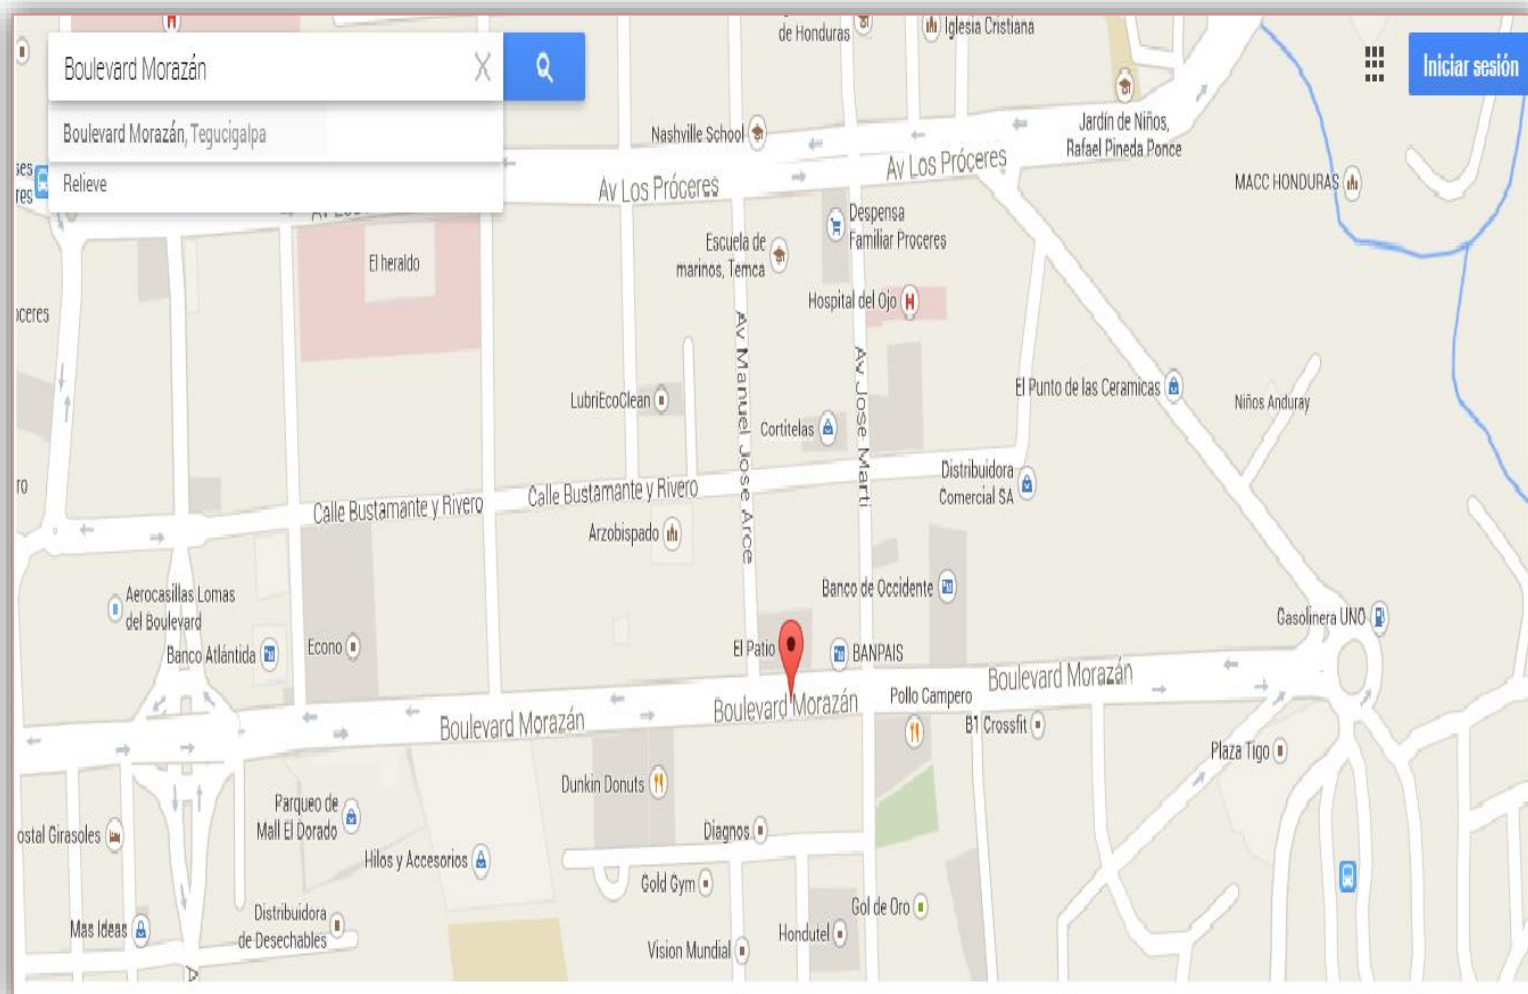 Boulevard Morazán
Boulevard Morazán, Tegucigalpa
Relieve
Iniciar sesión
de Honduras
Iglesia Cristiana
Nashville School
Jardín de Niños,
Rafael Pineda Ponce
Av Los Próceres
Av Los Próceres
MACC HONDURAS
Despensa
Familiar Proceres
Escuela de
marinos, Temca
El heraldo
Hospital del Ojo
Av Manuel Jose Arce
Av Jose Marti
LubriEcoClean
El Punto de las Ceramicas
Niños Anduray
Cortitelas
Distribuidora
Comercial SA
Calle Bustamante y Rivero
Calle Bustamante y Rivero
Arzobispado
Aerocasillas Lomas
del Boulevard
Banco de Occidente
Gasolinera UNO
Banco Atlántida
Econo
El Patio
BANPAIS
Boulevard Morazán
Boulevard Morazán
Boulevard Morazán
Pollo Campero
B1 Crossfit
Plaza Tigo
Dunkin Donuts
Parqueo de
Mall El Dorado
Diagnos
ostal Girasoles
Hilos y Accesorios
Gold Gym
Gol de Oro
Distribuidora
de Desechables
Mas Ideas
Hondutel
Vision Mundial